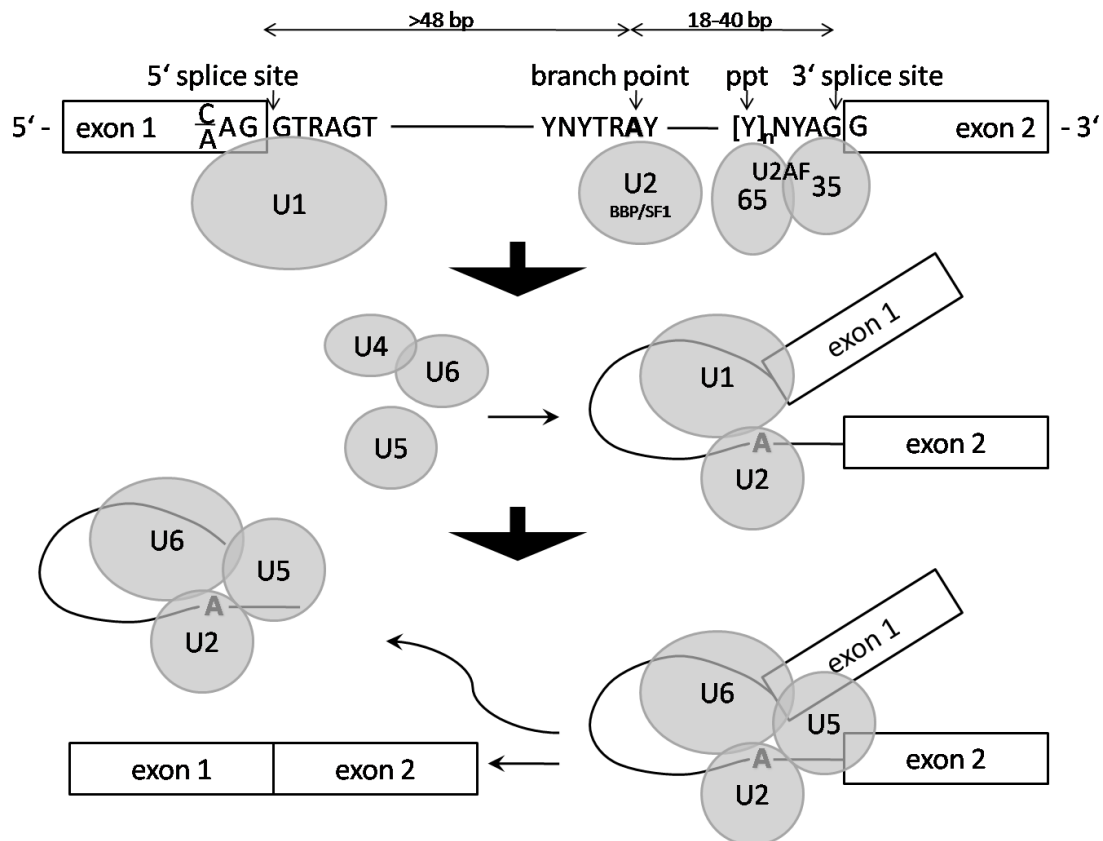 >48 bp 18-40 bp
5‘ splice site branch point ppt 3‘ splice site
5‘ - exon 1 C/A AG GTRAGT YNYTRAY [Y]n NYAG G exon 2 - 3‘
U1 U2 BBP/SF1 U2AF 65 35
U4
U6
U5
U1
exon 1
A
exon 2
U2
U6
U5
A
U2
U6
exon 1
U5
A
exon 2
U2
exon 1 exon 2